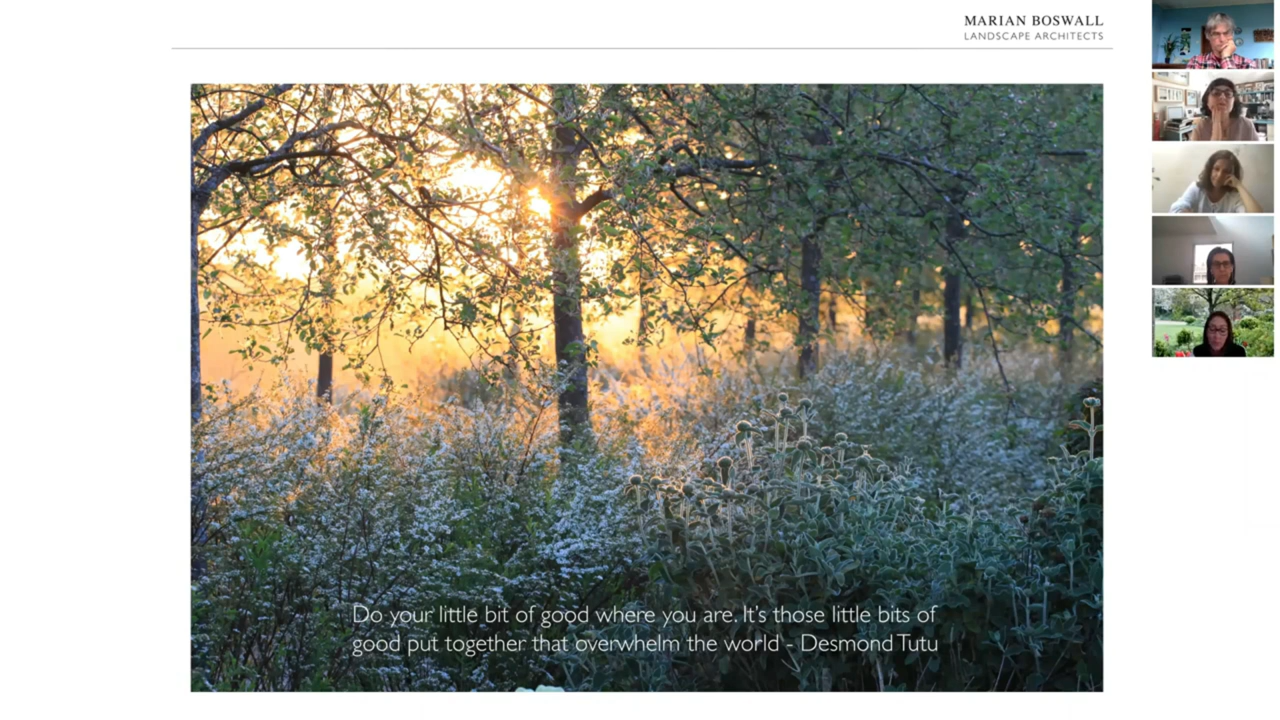 MARIAN BOSWALL
LANDSCAPE ARCHITECTS
Do your little bit of good where you are. It's those little bits of
good put together that overwhelm the world - Desmond Tutu